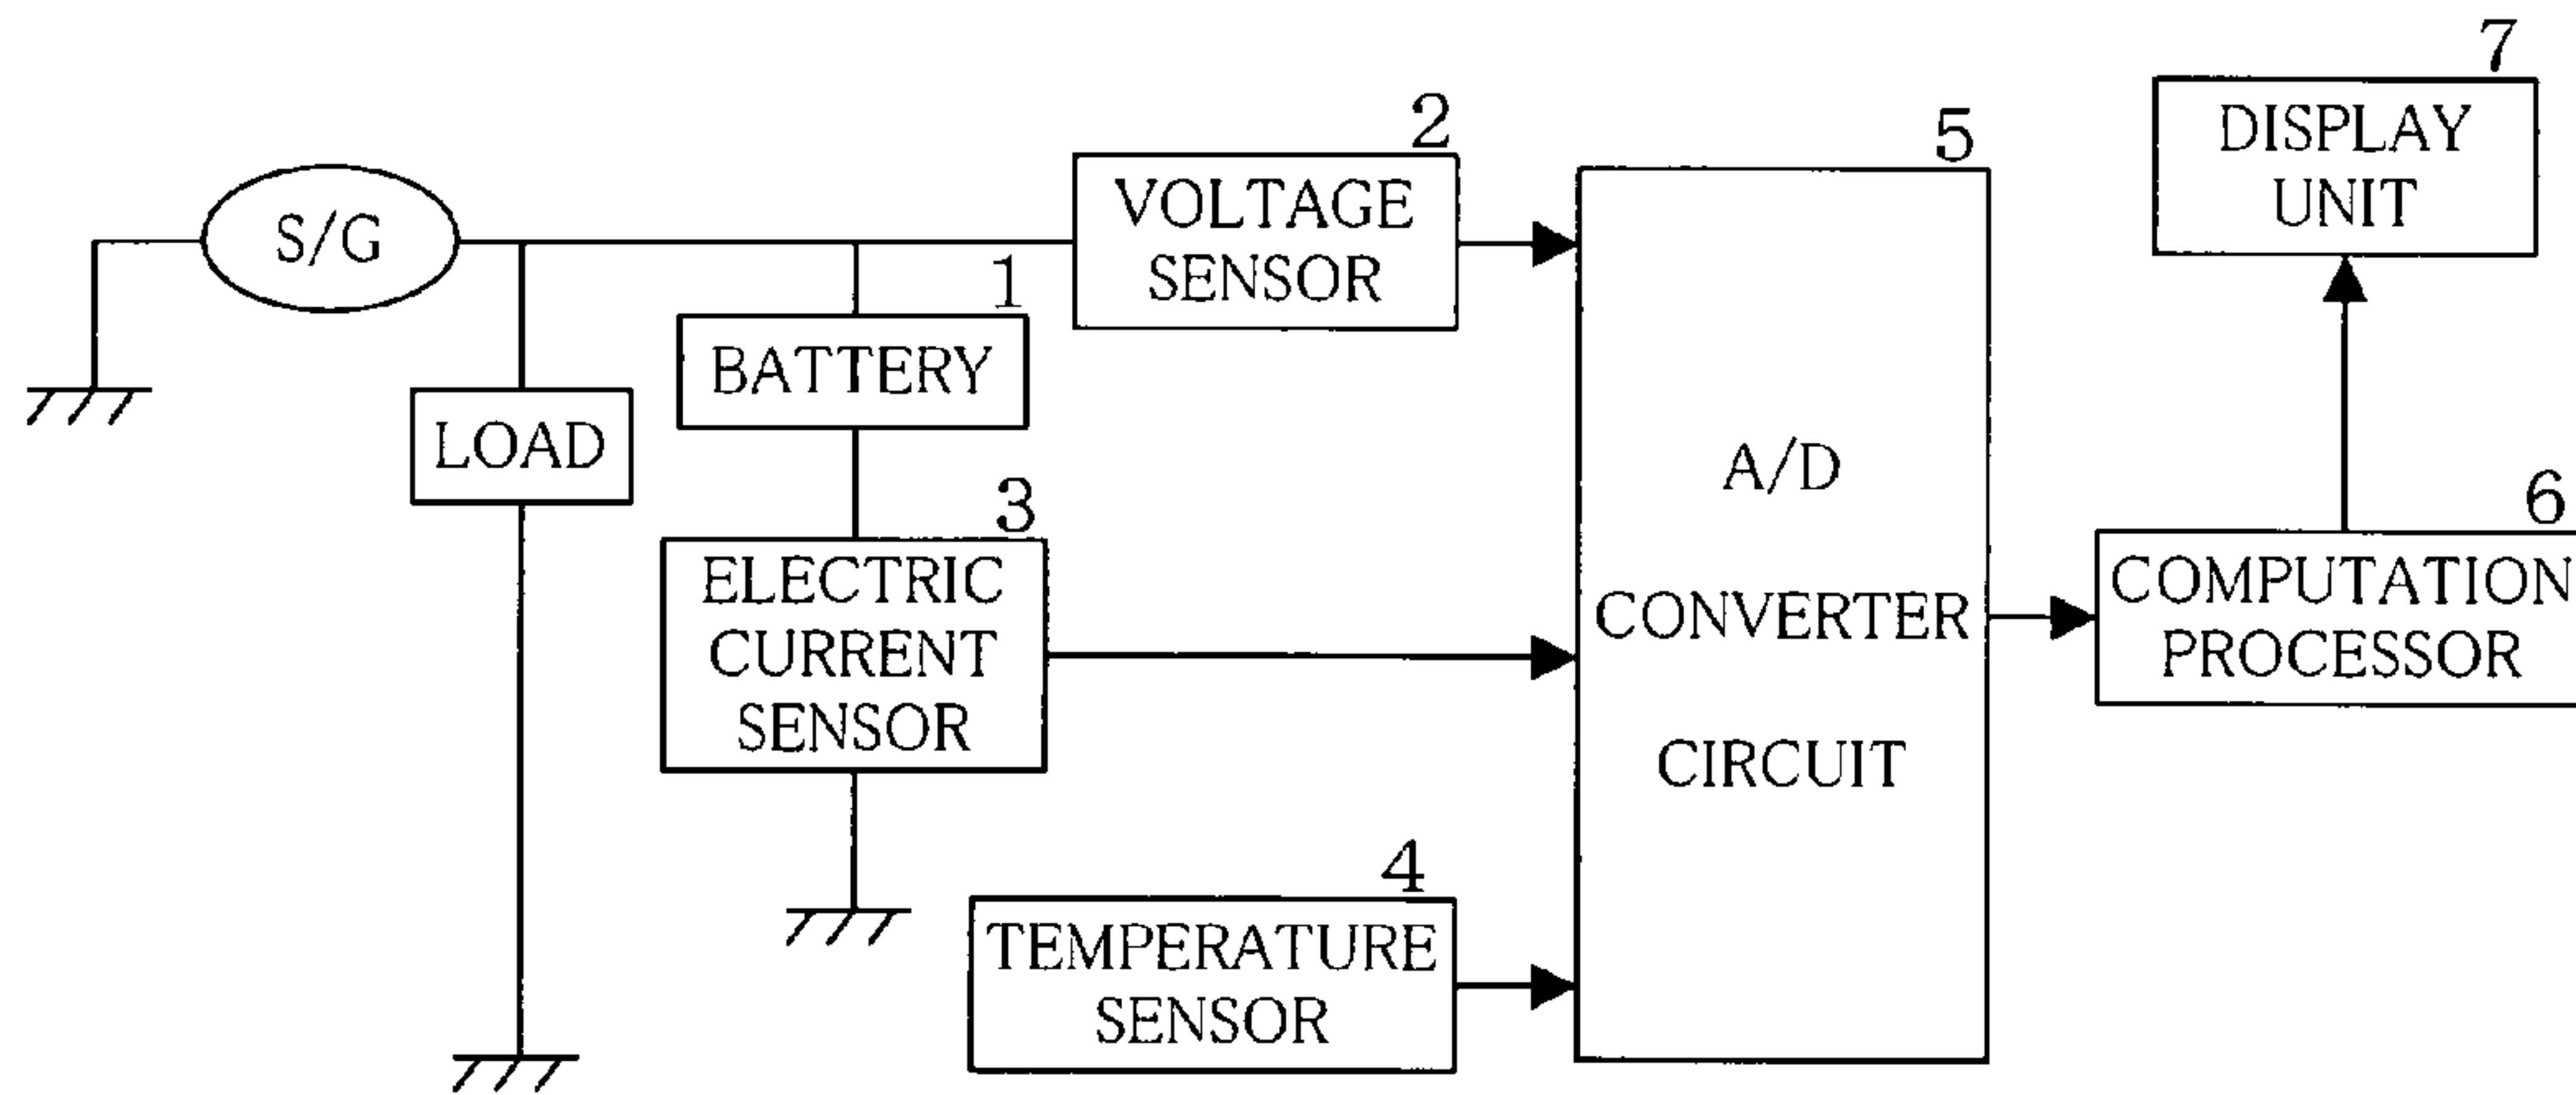 7
DISPLAY
UNIT
2
VOLTAGE
SENSOR
5
S/G
1
BATTERY
LOAD
3
ELECTRIC
CURRENT
SENSOR
A/D
CONVERTER
CIRCUIT
6
COMPUTATION
PROCESSOR
4
TEMPERATURE
SENSOR